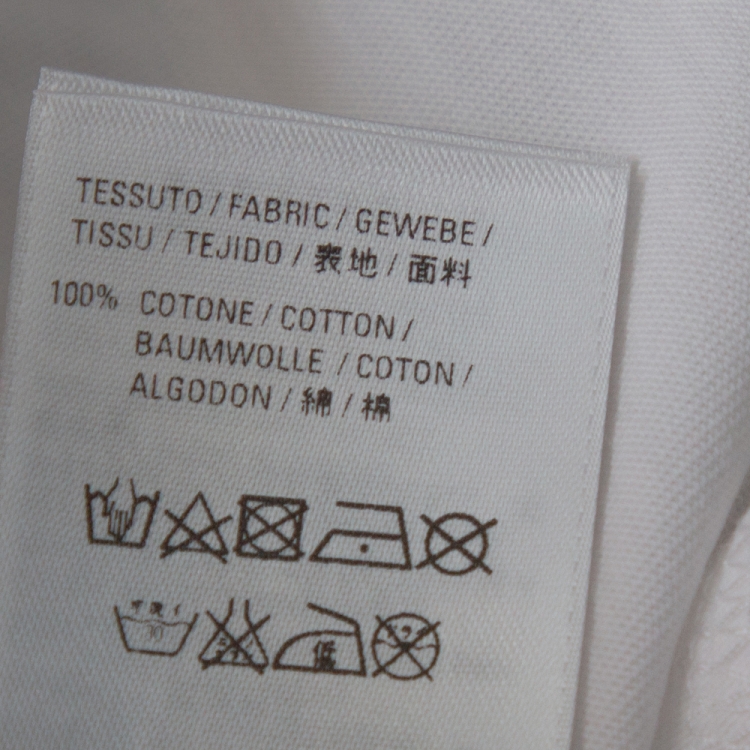 TESSUTO / FABRIC / GEWEBE /
TISSU / TEJIDO / 表地 / 面料
100% COTONE / COTTON /
BAUMWOLLE / COTON /
ALGODON / 綿 / 棉
低